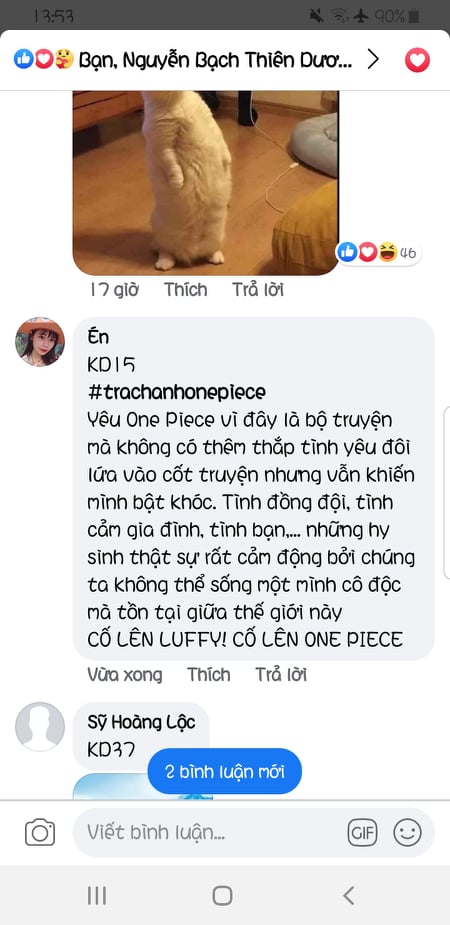 13:53
90%
Bạn, Nguyễn Bạch Thiên Dươ...
46
17 giờ Thích Trả lời
Én
KD15
#trachanhonepiece
Yêu One Piece vì đây là bộ truyện
mà không có thêm thắp tình yêu đôi
lứa vào cốt truyện nhưng vẫn khiến
mình bật khóc. Tình đồng đội, tình
cảm gia đình, tình bạn,... những hy
sinh thật sự rất cảm động bởi chúng
ta không thể sống một mình cô độc
mà tồn tại giữa thế giới này
CỐ LÊN LUFFY! CỐ LÊN ONE PIECE
Vừa xong Thích Trả lời
Sỹ Hoàng Lộc
KD37
2 bình luận mới
Viết bình luận...
GIF